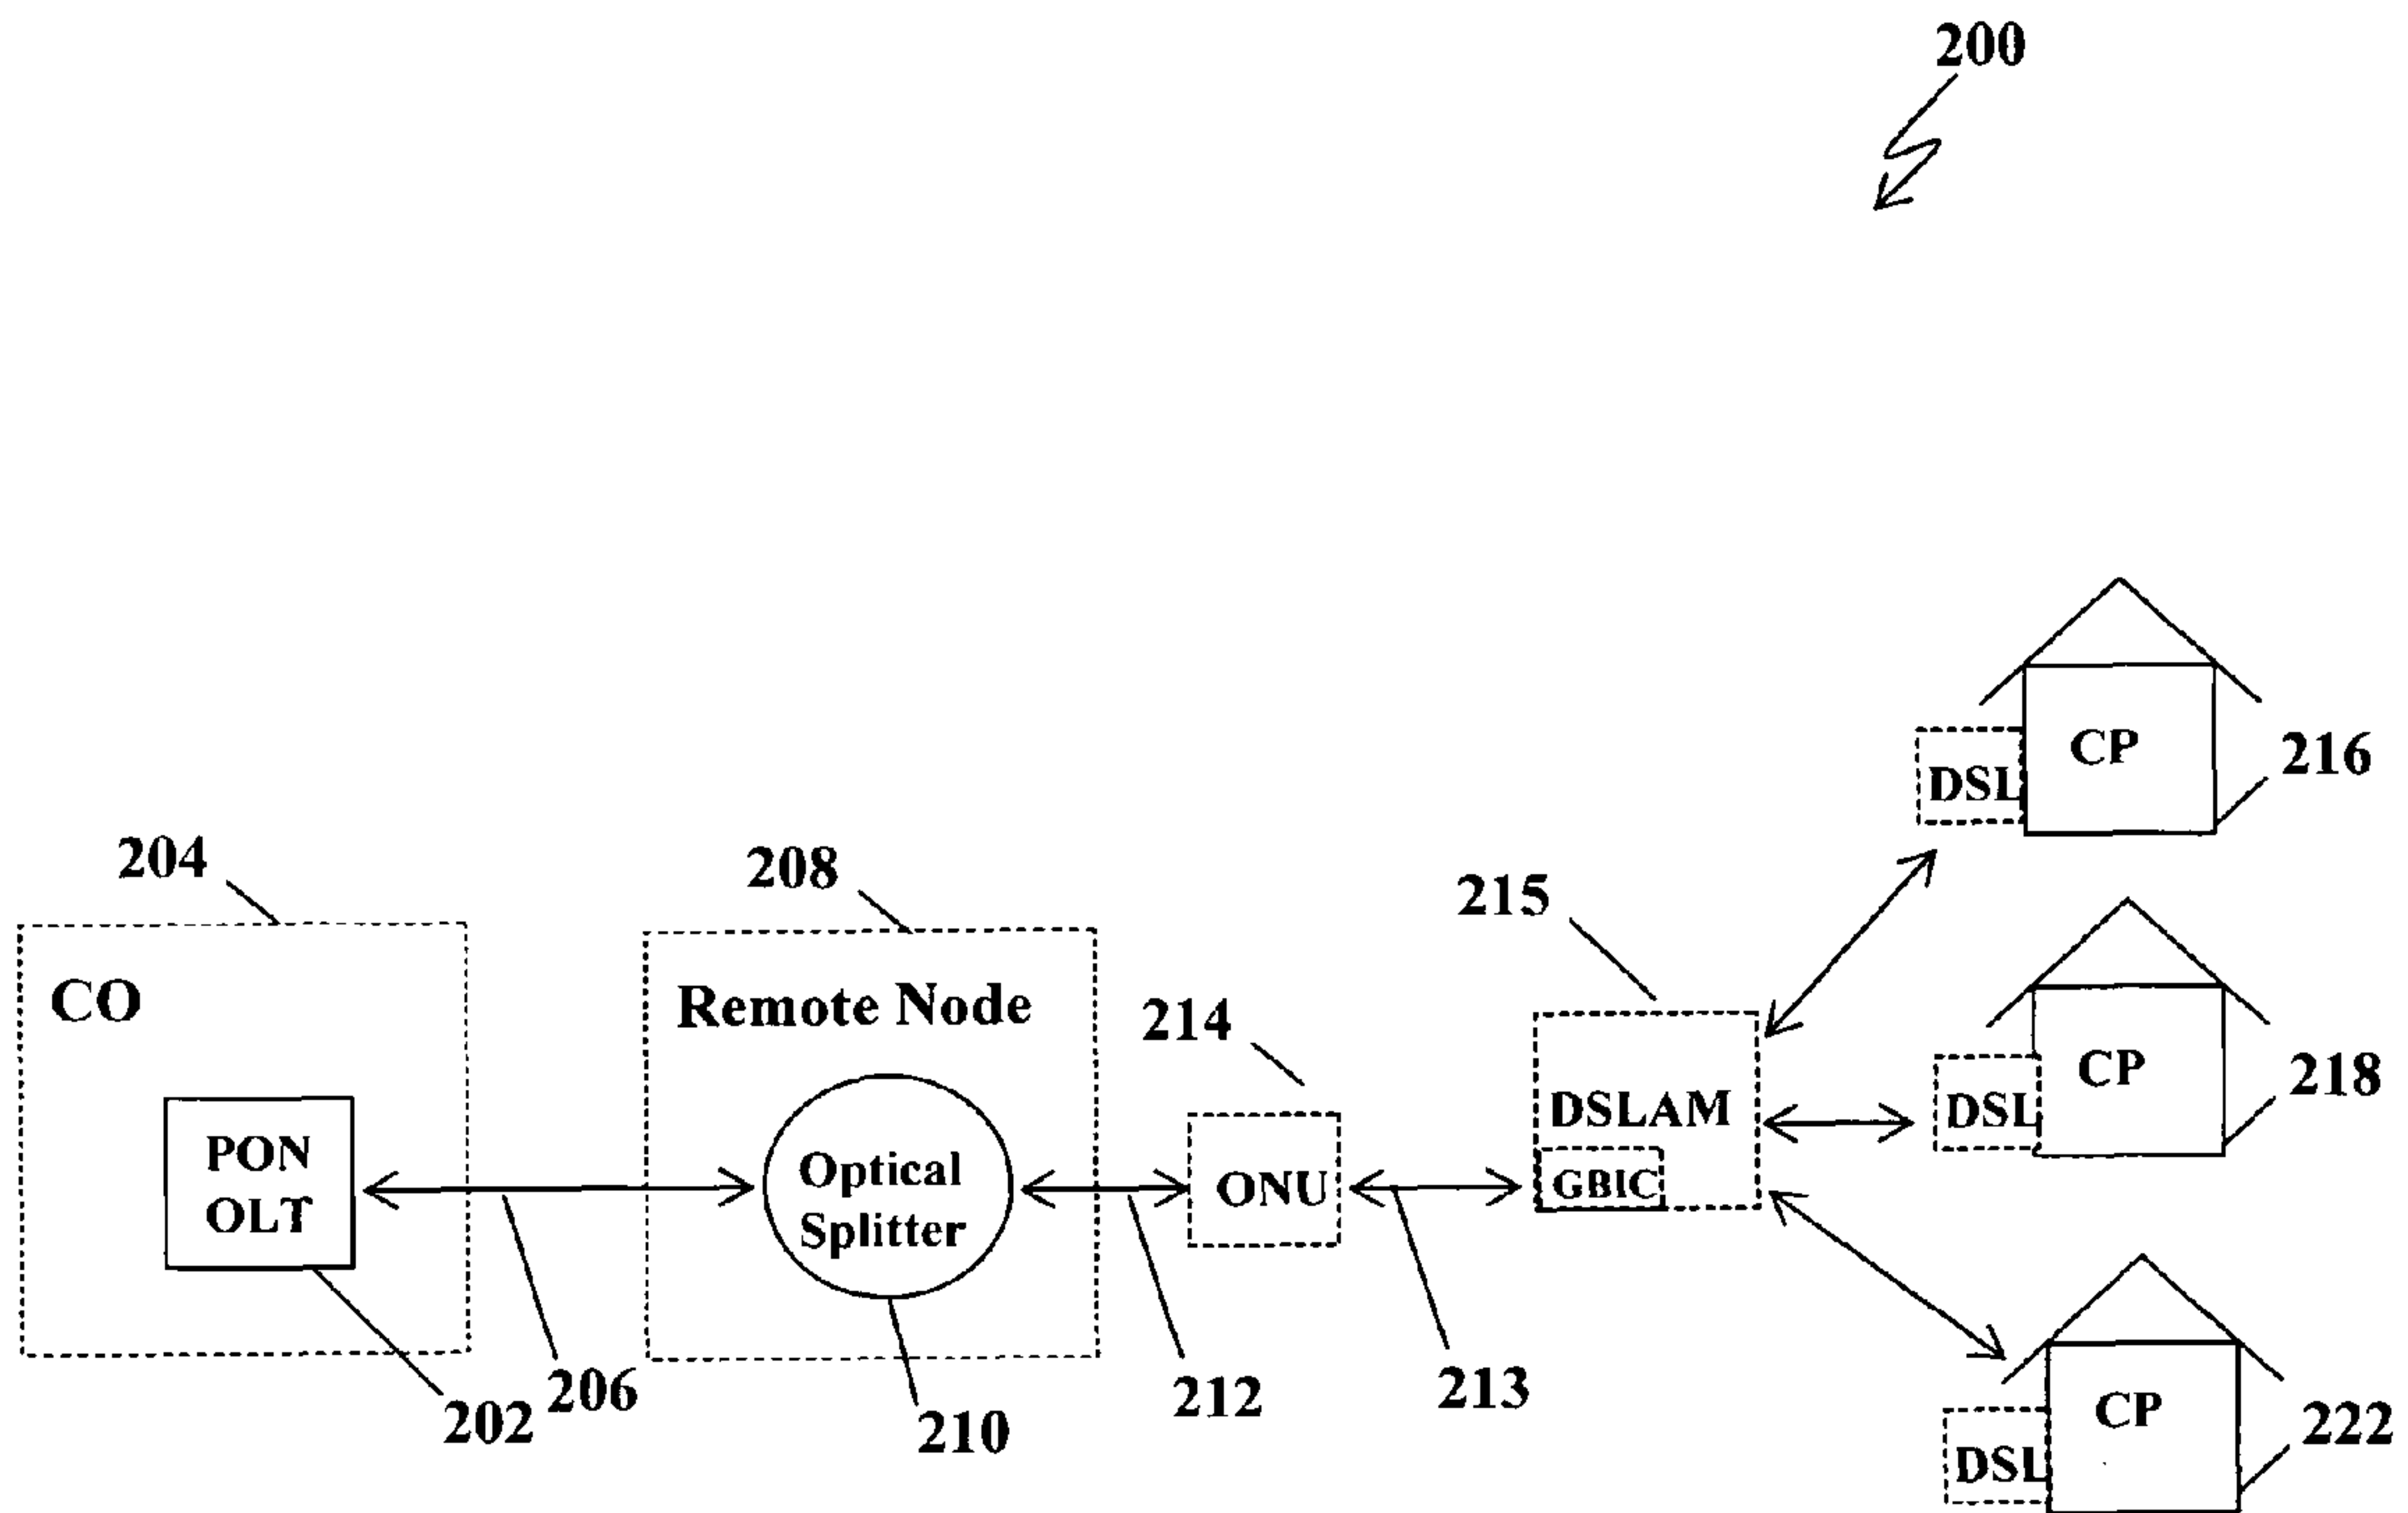 200
CP
216
DSL
204
208
215
CP
218
DSL
CO
Remote Node
214
DSLAM
GBIC
PON
OLT
Optical
Splitter
ONU
206
202
210
212
213
CP
222
DSL